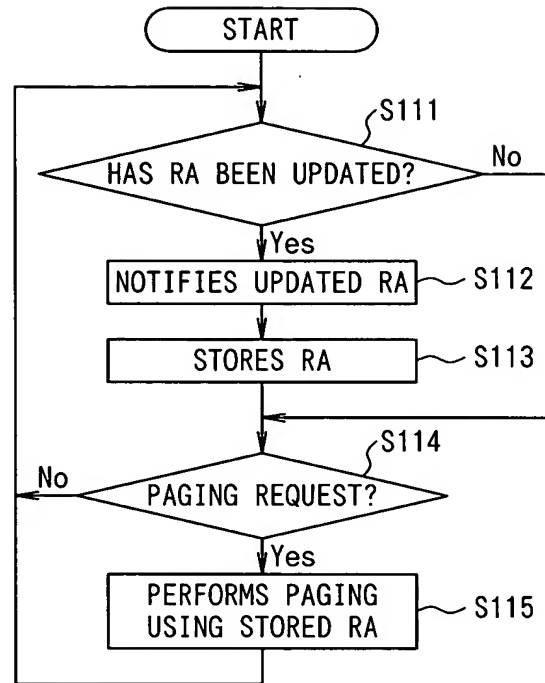 START
S111
HAS RA BEEN UPDATED?
No
Yes
NOTIFIES UPDATED RA
S112
STORES RA
S113
S114
No
PAGING REQUEST?
Yes
PERFORMS PAGING
USING STORED RA
S115